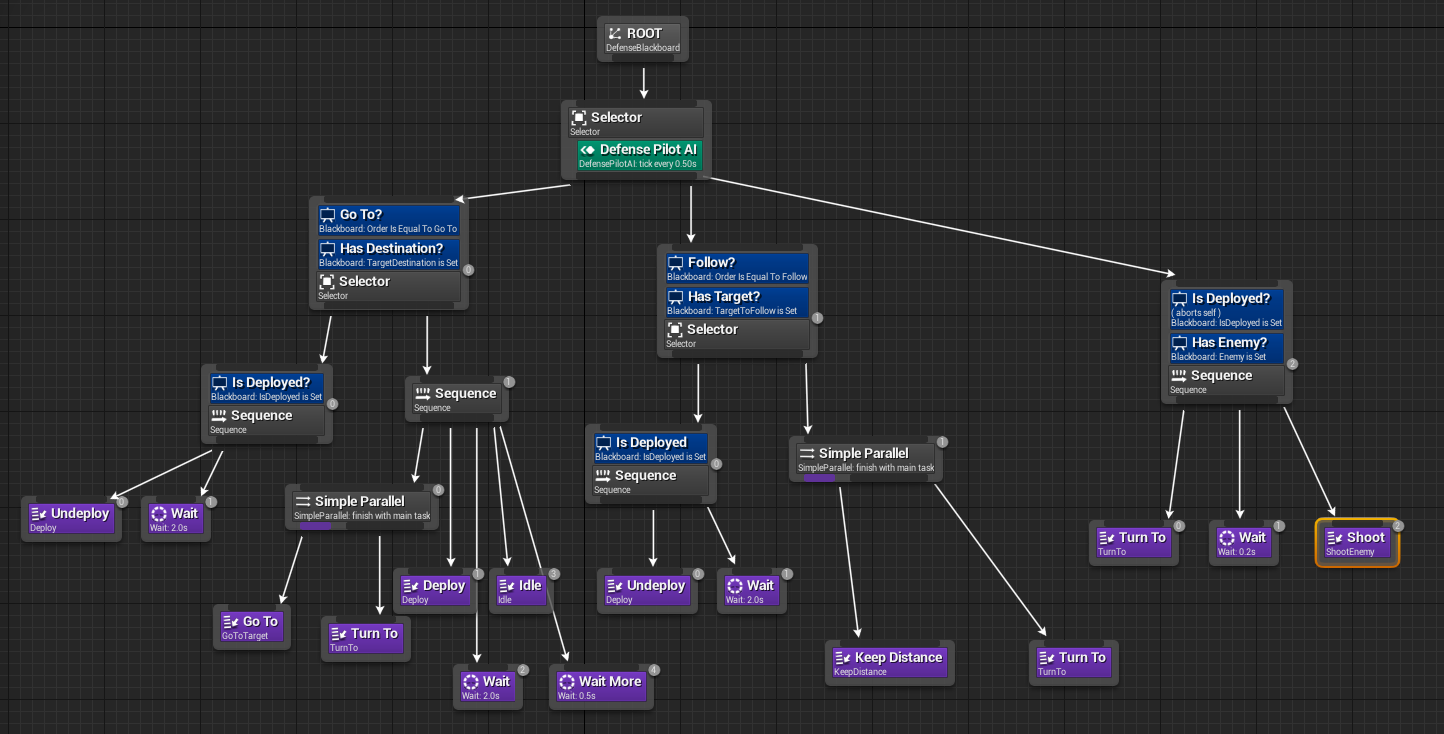 ROOT
DefenseBlackboard
Selector
Selector
Defense Pilot AI
DefensePilotAI: tick every 0.50s
Go To?
Blackboard: Order Is Equal To Go To
Has Destination?
Blackboard: TargetDestination is Set
Selector
Selector
0
Follow?
Blackboard: Order Is Equal To Follow
Has Target?
Blackboard: TargetToFollow is Set
Selector
Selector
1
Is Deployed?
( aborts self )
Blackboard: IsDeployed is Set
Has Enemy?
Blackboard: Enemy is Set
Sequence
Sequence
2
Is Deployed?
Blackboard: IsDeployed is Set
Sequence
Sequence
0
Sequence
Sequence
1
Is Deployed
Blackboard: IsDeployed is Set
Sequence
Sequence
0
Simple Parallel
SimpleParallel: finish with main task
1
Undeploy
Deploy
0
Wait
Wait: 2.0s
1
Simple Parallel
SimpleParallel: finish with main task
0
Turn To
TurnTo
0
Wait
Wait: 0.2s
1
Shoot
ShootEnemy
2
Deploy
Deploy
1
Idle
Idle
3
Undeploy
Deploy
0
Wait
Wait: 2.0s
1
Go To
GoToTarget
Turn To
TurnTo
Wait
Wait: 2.0s
2
Wait More
Wait: 0.5s
4
Keep Distance
KeepDistance
Turn To
TurnTo